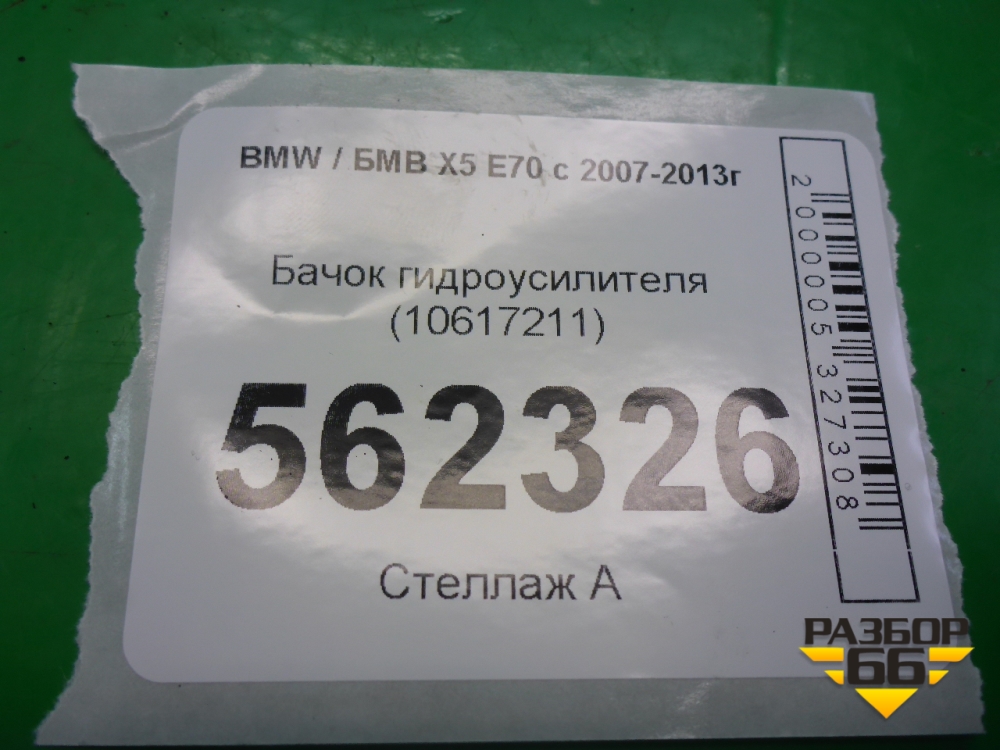 BMW / БМВ X5 E70 с 2007-2013г
Бачок гидроусилителя
(10617211)
562326
Стеллаж А
2000005327308
РАЗБОР
66